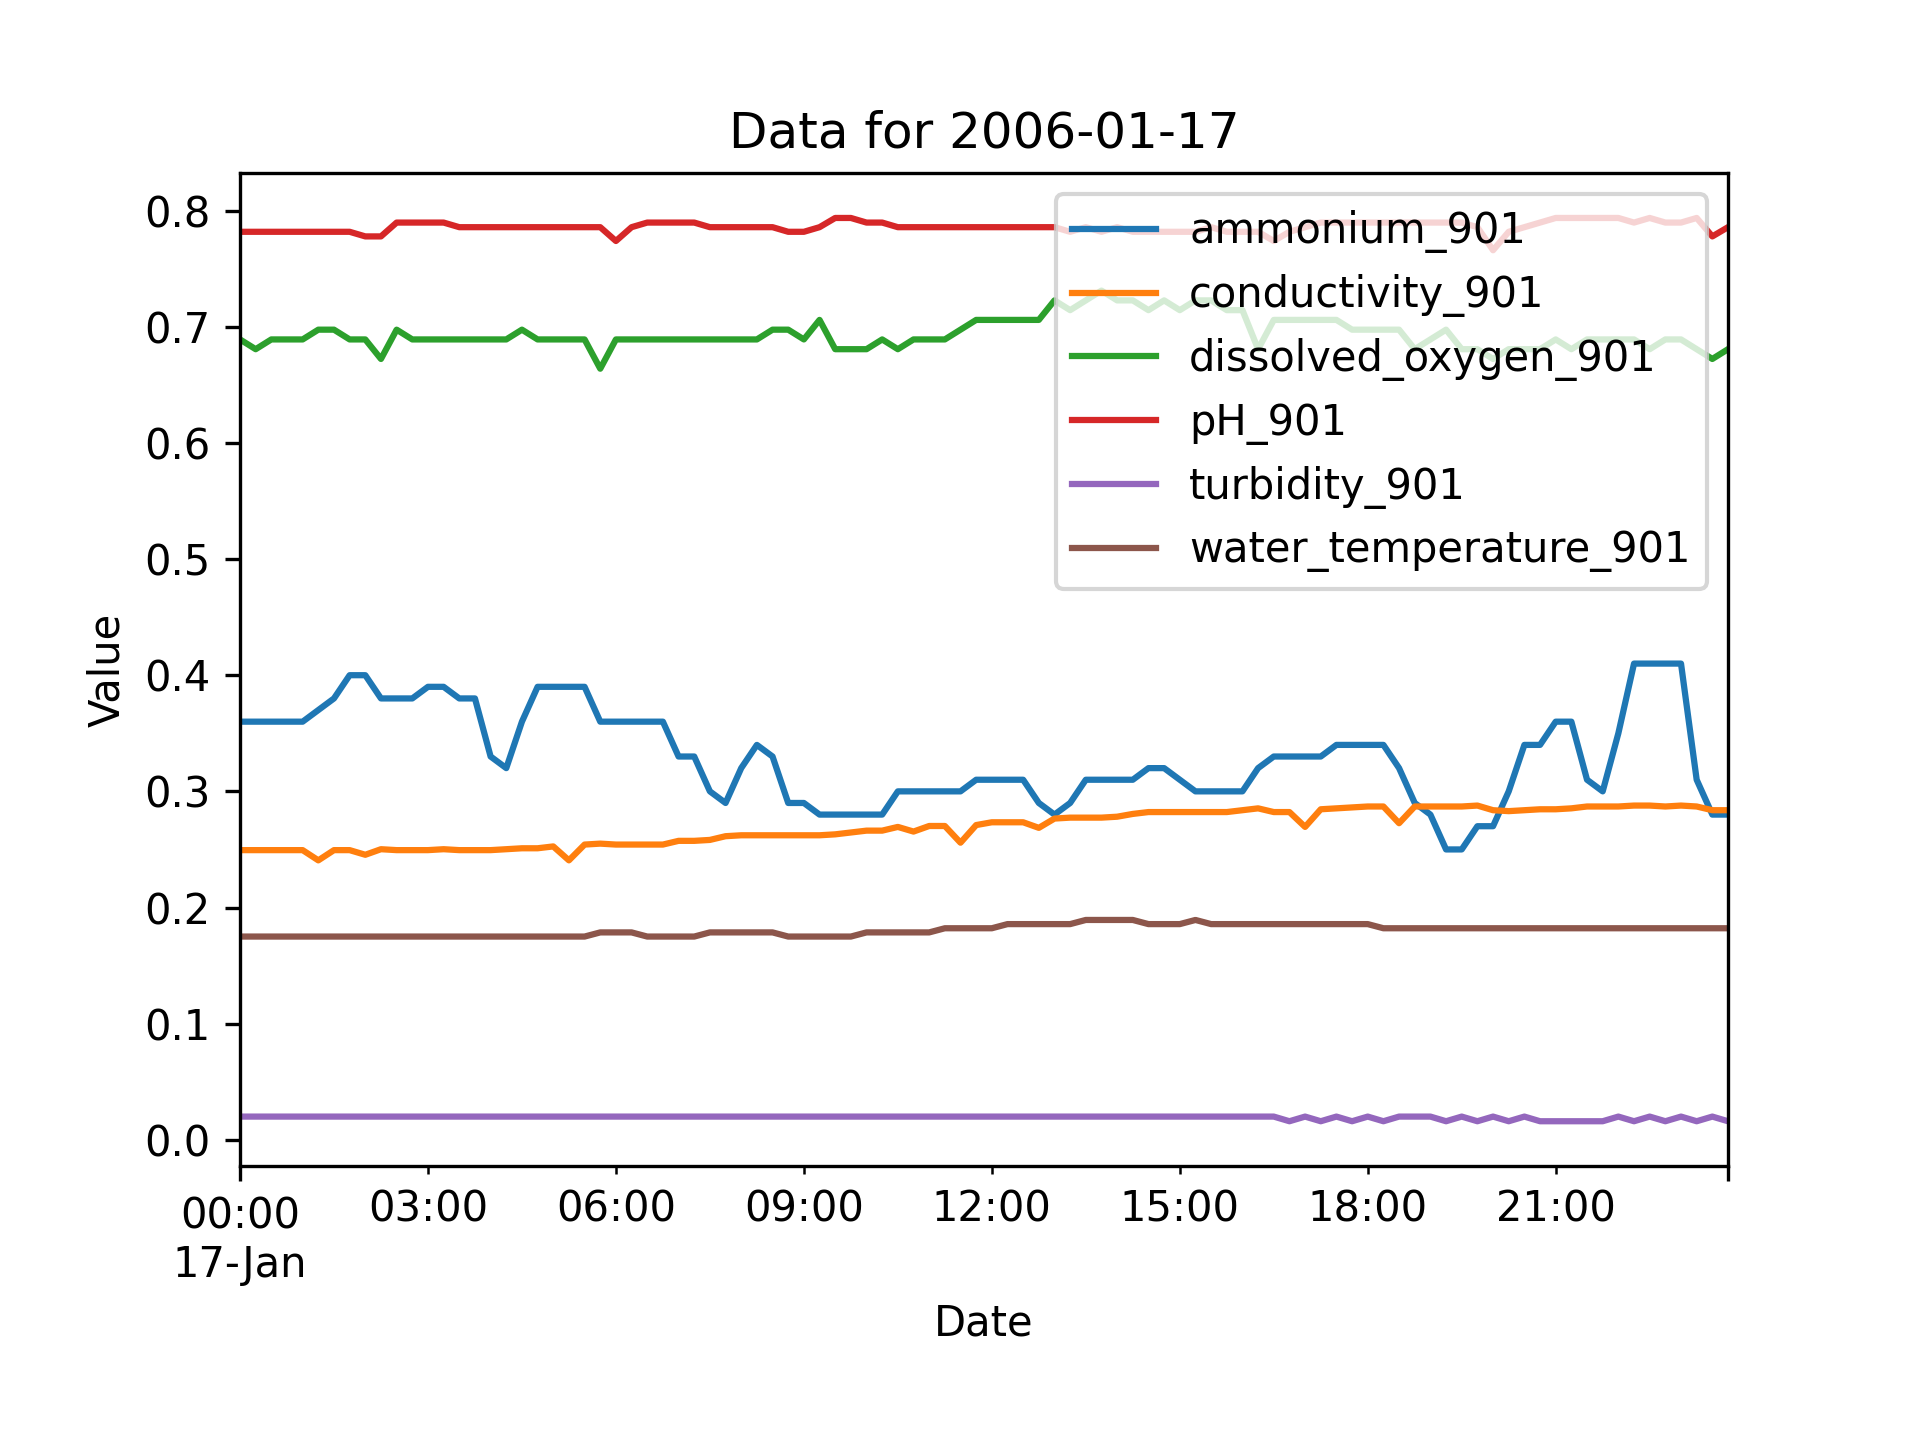 Data for 2006-01-17
0.8
0.7
0.6
0.5
0.4
0.3
0.2
0.1
0.0
Value
ammonium_901
conductivity_901
dissolved_oxygen_901
pH_901
turbidity_901
water_temperature_901
00:00 03:00 06:00 09:00 12:00 15:00 18:00 21:00
17-Jan
Date